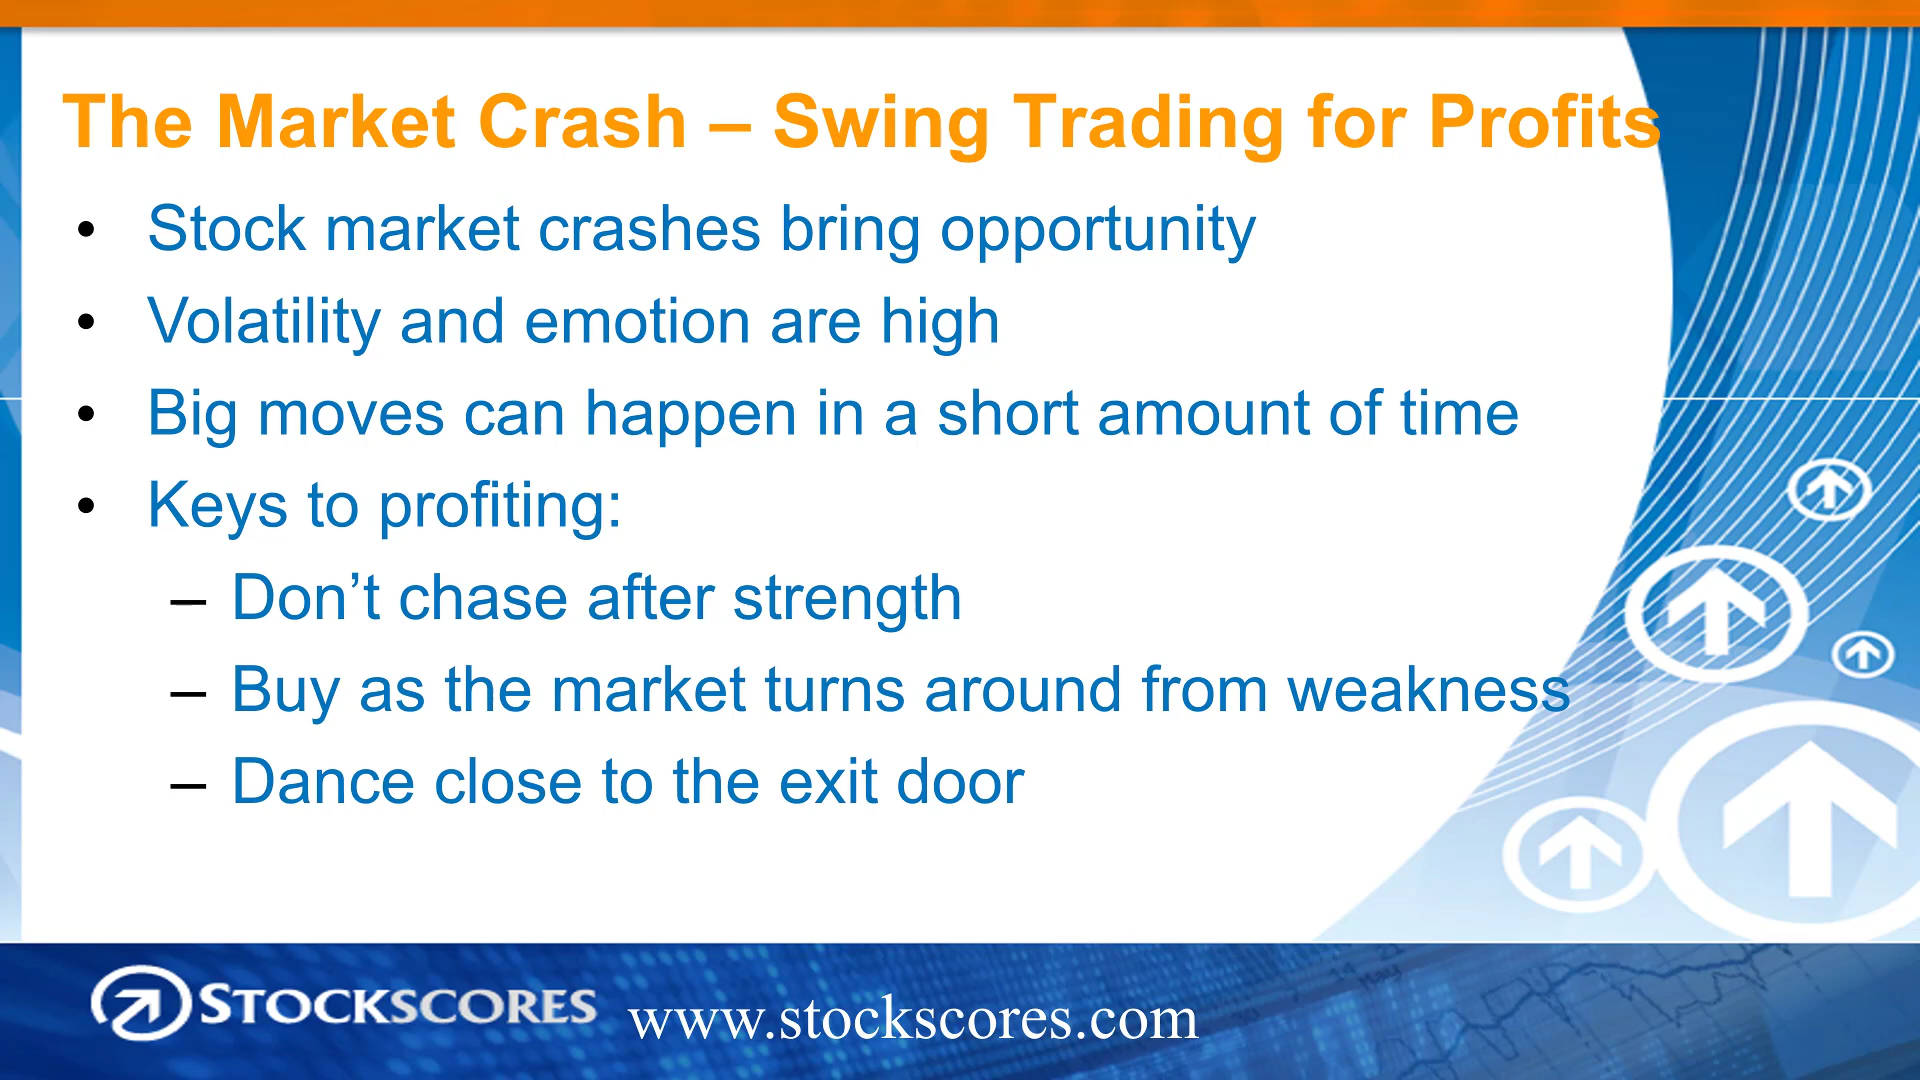 The Market Crash – Swing Trading for Profits
• Stock market crashes bring opportunity
• Volatility and emotion are high
• Big moves can happen in a short amount of time
• Keys to profiting:
– Don’t chase after strength
– Buy as the market turns around from weakness
– Dance close to the exit door
STOCKSCORES www.stockscores.com